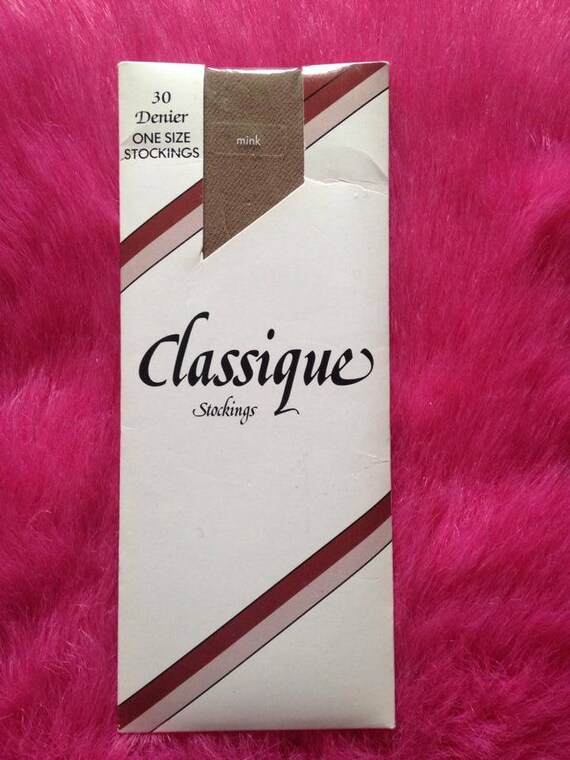 30
Denier
ONE SIZE
STOCKINGS
mink
Classique
Stockings